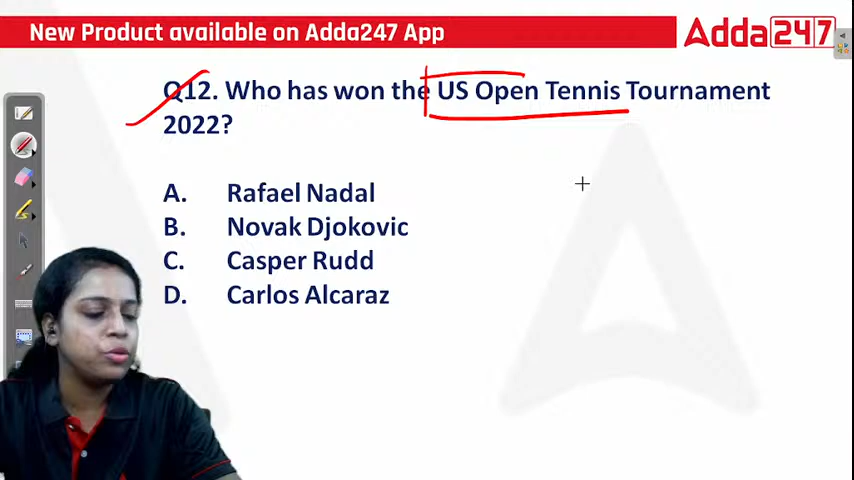 New Product available on Adda247 App
Adda247
Q12. Who has won the US Open Tennis Tournament
2022?
A. Rafael Nadal
B. Novak Djokovic
C. Casper Rudd
D. Carlos Alcaraz